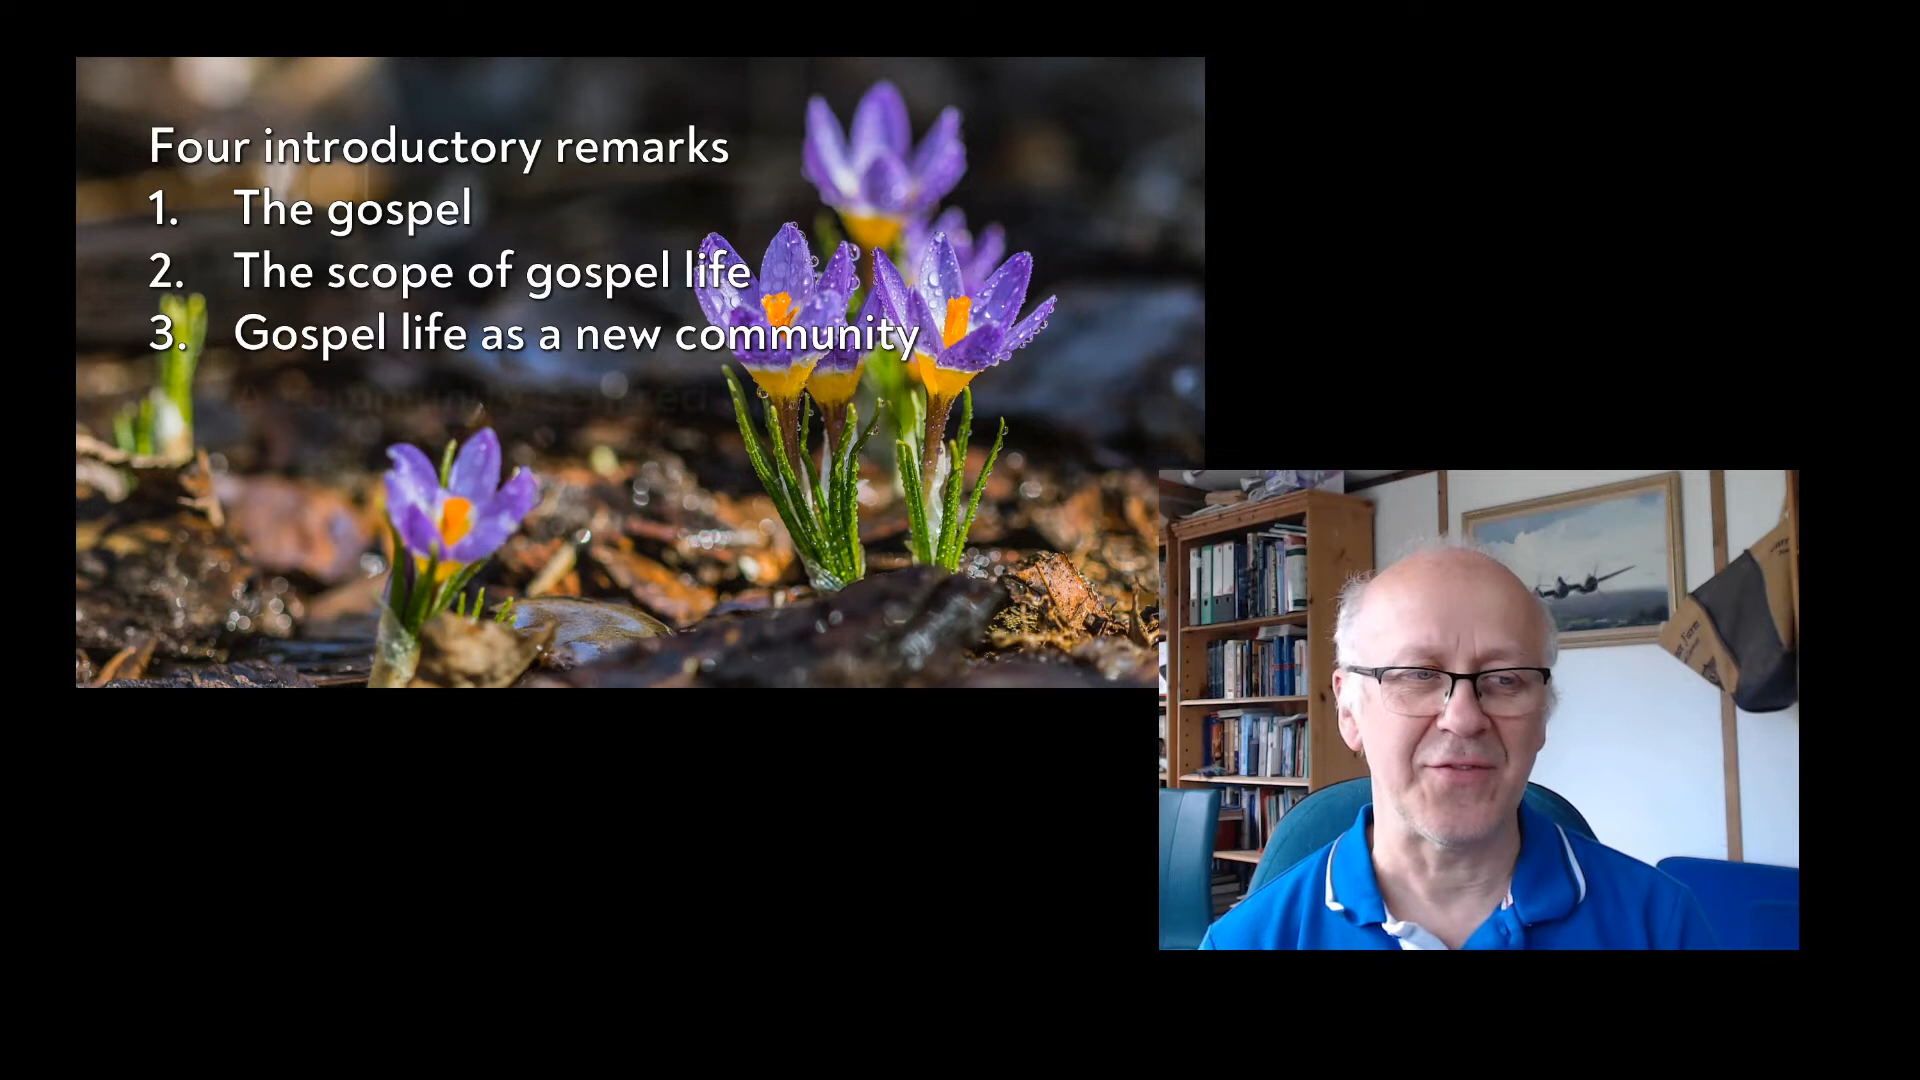 Four introductory remarks
1. The gospel
2. The scope of gospel life
3. Gospel life as a new community